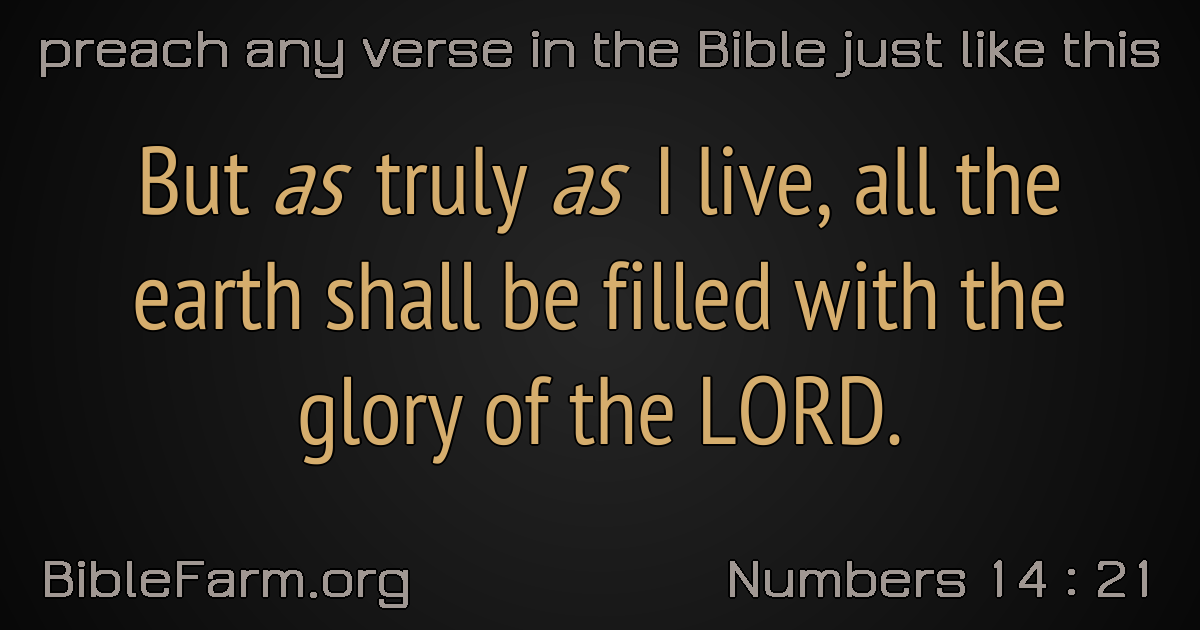 preach any verse in the Bible just like this
But as truly as I live, all the
earth shall be filled with the
glory of the LORD.
BibleFarm.org
Numbers 14 : 21